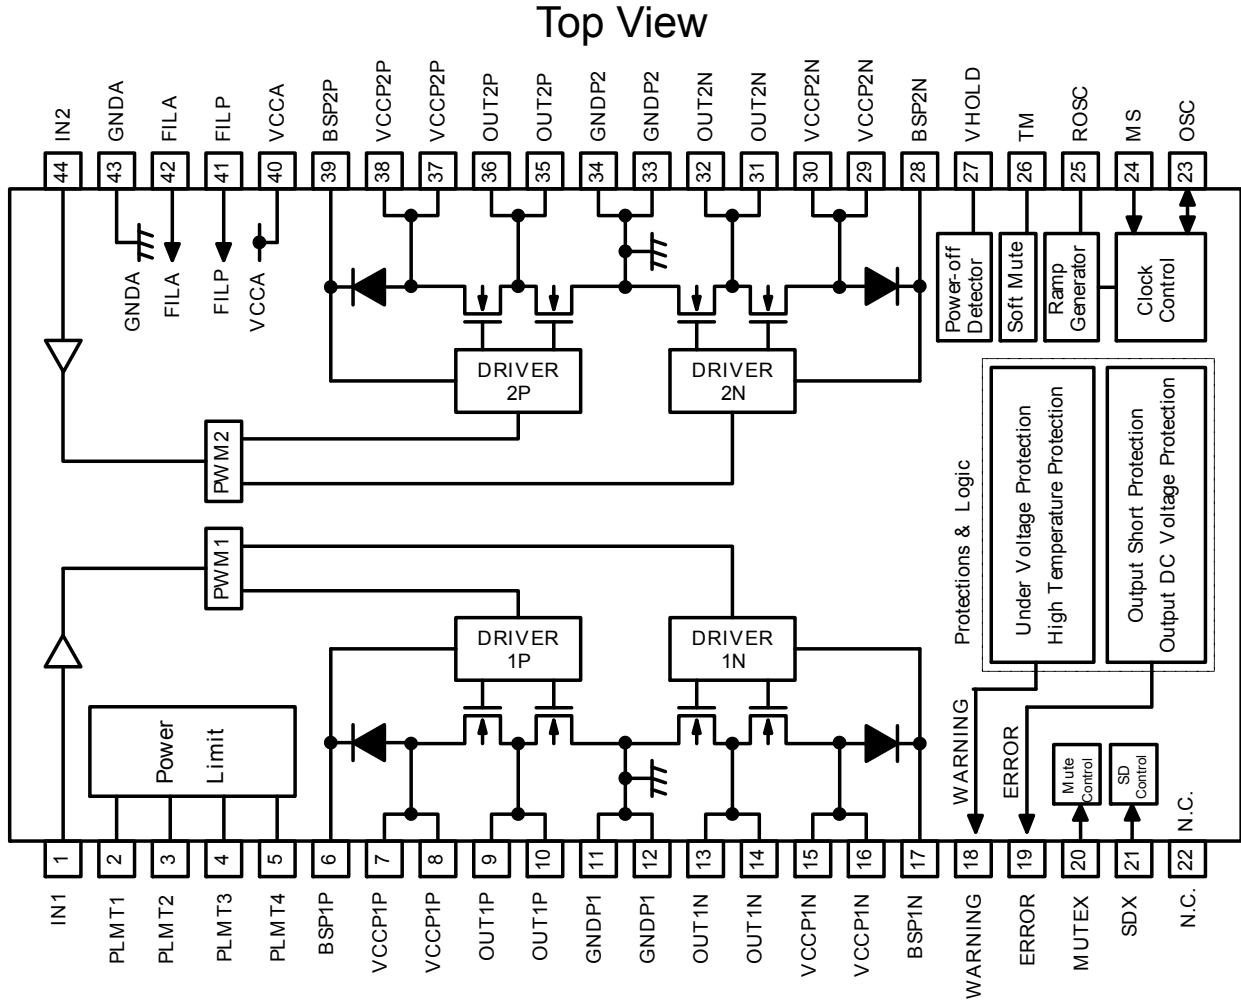 Top View
IN2
GNDA
FILA
FILP
VCCA
BSP2P
VCCP2P
VCCP2P
OUT2P
OUT2P
GNDP2
GNDP2
OUT2N
OUT2N
VCCP2N
VCCP2N
BSP2N
VHOLD
TM
ROSC
MS
OSC
44
43
42
41
40
39
38
37
36
35
34
33
32
31
30
29
28
27
26
25
24
23
GNDA
FILA
FILP
VCCA
Power-off
Detector
Soft Mute
Ramp
Generator
Clock
Control
DRIVER
2P
DRIVER
2N
PWM2
PWM1
DRIVER
1P
DRIVER
1N
Protections & Logic
Under Voltage Protection
High Temperature Protection
Output Short Protection
Output DC Voltage Protection
Power
Limit
WARNING
ERROR
Mute
Control
SD
Control
N.C.
1
2
3
4
5
6
7
8
9
10
11
12
13
14
15
16
17
18
19
20
21
22
IN1
PLMT1
PLMT2
PLMT3
PLMT4
BSP1P
VCCP1P
VCCP1P
OUT1P
OUT1P
GNDP1
GNDP1
OUT1N
OUT1N
VCCP1N
VCCP1N
BSP1N
WARNING
ERROR
MUTEX
SDX
N.C.